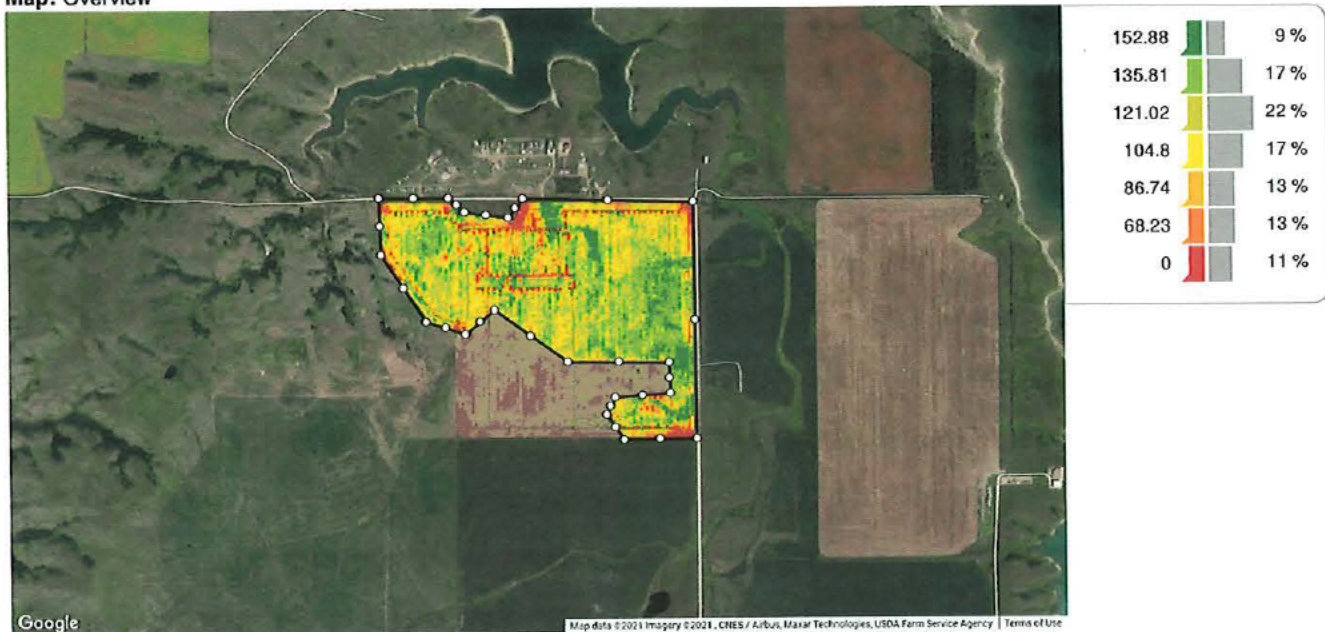 Map: Overview
152.88 9 %
135.81 17 %
121.02 22 %
104.8 17 %
86.74 13 %
68.23 13 %
0 11 %
Google
Map data ©2021 Imagery ©2021, CNES / Airbus, Maxar Technologies, USDA Farm Service Agency Terms of Use